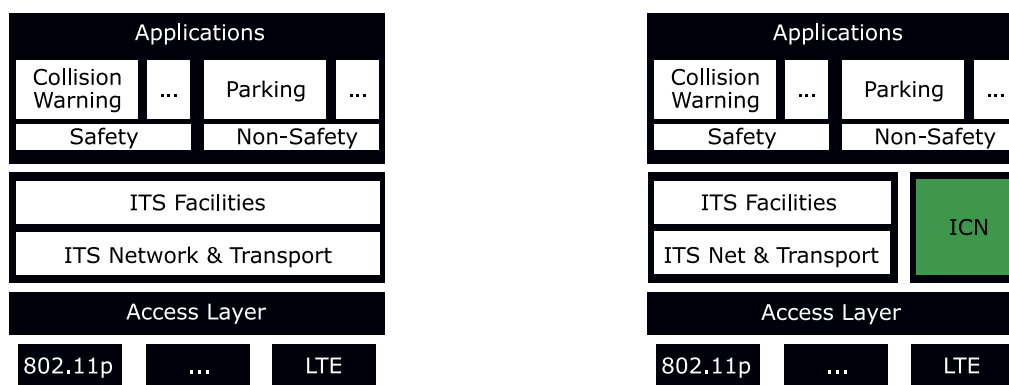 Applications
Collision
Warning
...
Parking
...
Safety
Non-Safety
ITS Facilities
ITS Network & Transport
Access Layer
802.11p
...
LTE
Applications
Collision
Warning
...
Parking
...
Safety
Non-Safety
ITS Facilities
ICN
ITS Net & Transport
Access Layer
802.11p
...
LTE